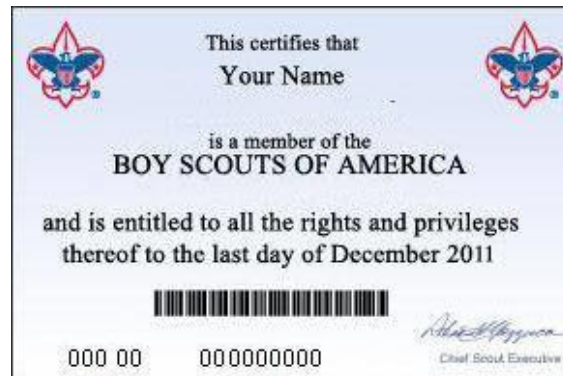 This certifies that
Your Name
is a member of the
BOY SCOUTS OF AMERICA
and is entitled to all the rights and privileges
thereof to the last day of December 2011
Chief Scout Executive
000 00 000000000